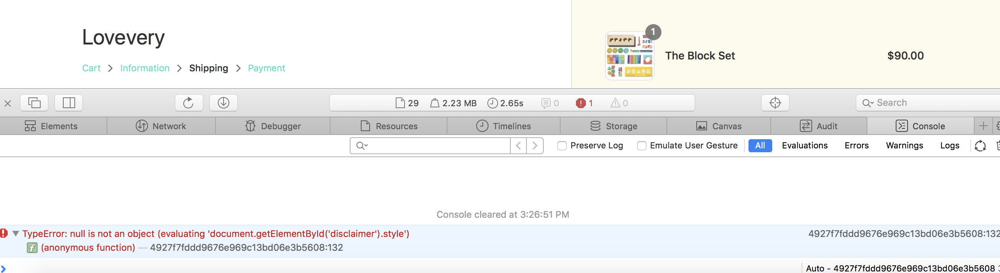 Lovevery
1
The Block Set
$90.00
Cart > Information > Shipping > Payment
29
2.23 MB
2.65s
0
1
0
Search
Elements
Network
Debugger
Resources
Timelines
Storage
Canvas
Audit
Console
Preserve Log
Emulate User Gesture
All
Evaluations
Errors
Warnings
Logs
Console cleared at 3:26:51 PM
TypeError: null is not an object (evaluating 'document.getElementById('disclaimer').style')
4927f7fddd9676e969c13bd06e3b5608:132
f (anonymous function) — 4927f7fddd9676e969c13bd06e3b5608:132
Auto - 4927f7fddd9676e969c13bd06e3b5608